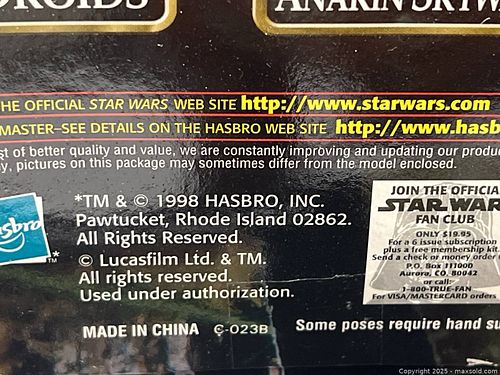 ANAKIN SKYW
THE OFFICIAL STAR WARS WEB SITE http://www.starwars.com
MASTER–SEE DETAILS ON THE HASBRO WEB SITE http://www.hasb
st of better quality and value, we are constantly improving and updating our produ
y, pictures on this package may sometimes differ from the model enclosed.
Hasbro
™*
*TM & © 1998 HASBRO, INC.
Pawtucket, Rhode Island 02862.
All Rights Reserved.
© Lucasfilm Ltd. & TM.
All rights reserved.
Used under authorization.
MADE IN CHINA C-023B
JOIN THE OFFICIA
STAR WAR
FAN CLUB
ONLY $19.95
For a 6 issue subscription
plus a free membership kit.
Send a check or money order t
P.O. Box 111000
Aurora, CO. 80042
or call:
1-800-TRUE-FAN
For VISA/MASTERCARD orders
Some poses require hand su
Copyright 2025 - maxsold.com